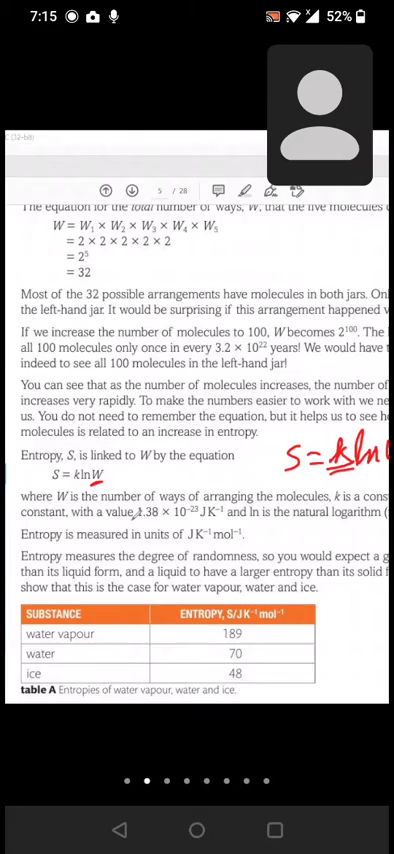 7:15
52%
C (32-bit)
5 / 28
The equation for the total number of ways, W, that the five molecules
W = W₁ × W₂ × W₃ × W₄ × W₅
= 2 × 2 × 2 × 2 × 2
= 2⁵
= 32
Most of the 32 possible arrangements have molecules in both jars.
the left-hand jar. It would be surprising if this arrangement happened
If we increase the number of molecules to 100, W becomes 2¹⁰⁰. The
all 100 molecules only once in every 3.2 × 10²² years! We would have
indeed to see all 100 molecules in the left-hand jar!
You can see that as the number of molecules increases, the number of
increases very rapidly. To make the numbers easier to work with we
us. You do not need to remember the equation, but it helps us to see
molecules is related to an increase in entropy.
Entropy, S, is linked to W by the equation
S = kln
S = klnW
where W is the number of ways of arranging the molecules, k is a
constant, with a value 1.38 × 10⁻²³ J K⁻¹ and ln is the natural logarithm (
Entropy is measured in units of J K⁻¹ mol⁻¹.
Entropy measures the degree of randomness, so you would expect a
than its liquid form, and a liquid to have a larger entropy than its solid
show that this is the case for water vapour, water and ice.
SUBSTANCE ENTROPY, S/J K⁻¹ mol⁻¹
water vapour 189
water 70
ice 48
table A Entropies of water vapour, water and ice.